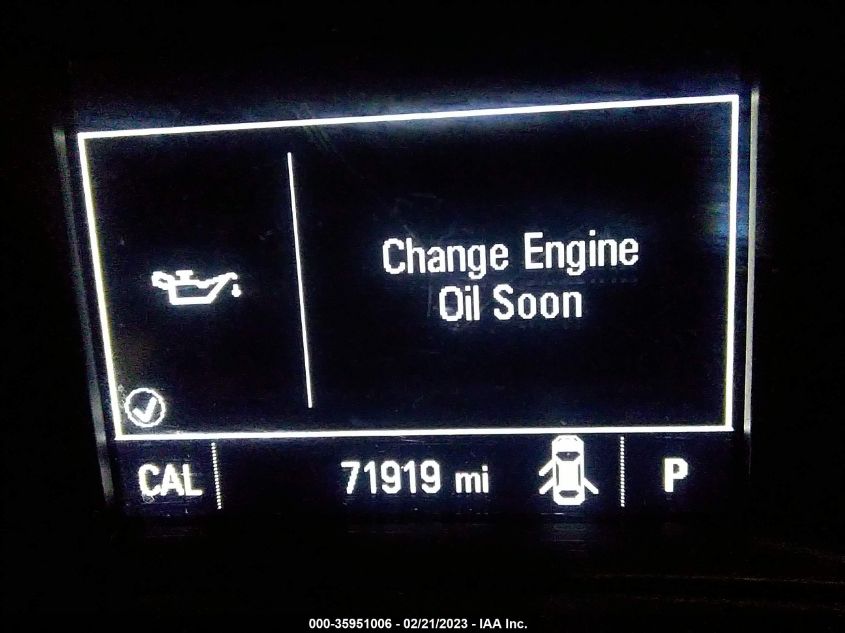 Change Engine
Oil Soon
CAL 71919 mi P
000-35951006 - 02/21/2023 - IAA Inc.